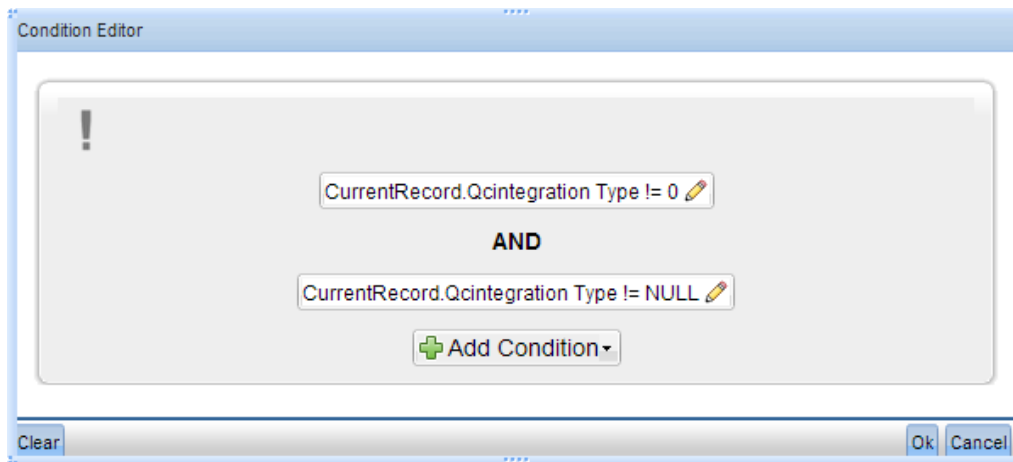 Condition Editor
!
CurrentRecord.Qcintegration Type != 0
AND
CurrentRecord.Qcintegration Type != NULL
Add Condition
Clear Ok Cancel